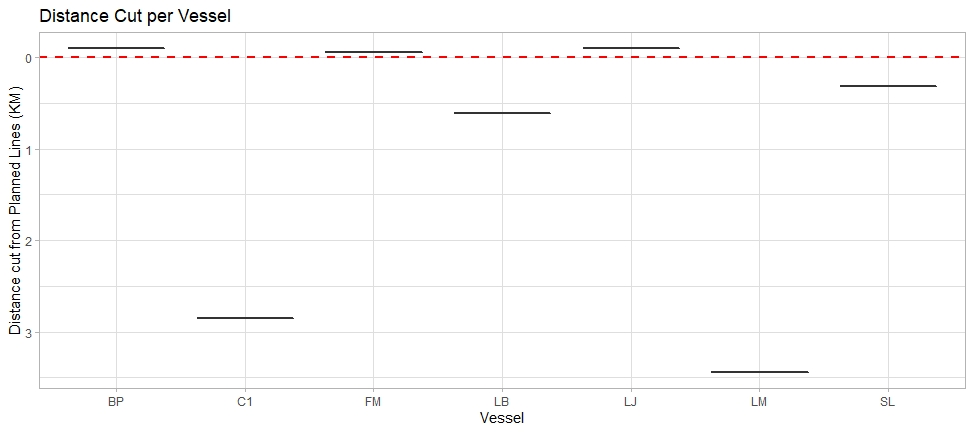 Distance Cut per Vessel
Distance cut from Planned Lines (KM)
0
1
2
3
BP C1 FM LB LJ LM SL
Vessel